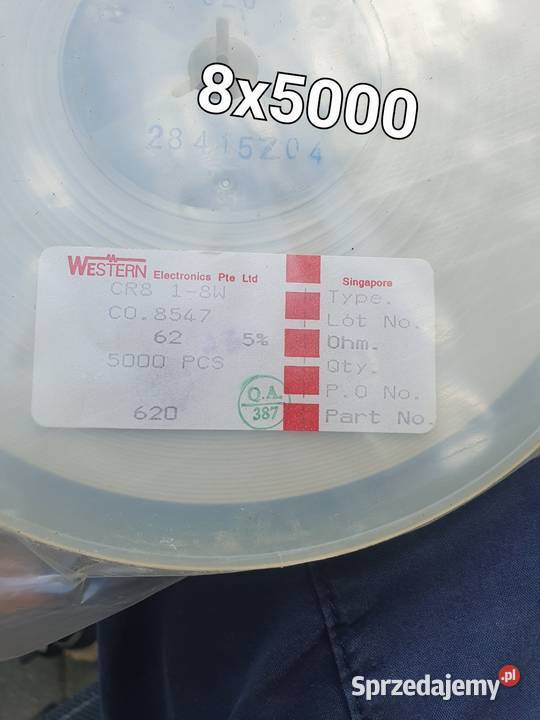 8x5000
28415Z04
WESTERN Electronics Pte Ltd Singapore
CR8 1-8W Type.
CO.8547 Lot No.
62 5% Ohm.
5000 PCS Qty.
P.O No.
620 Part No.
Q.A.
387
Sprzedajemy.pl